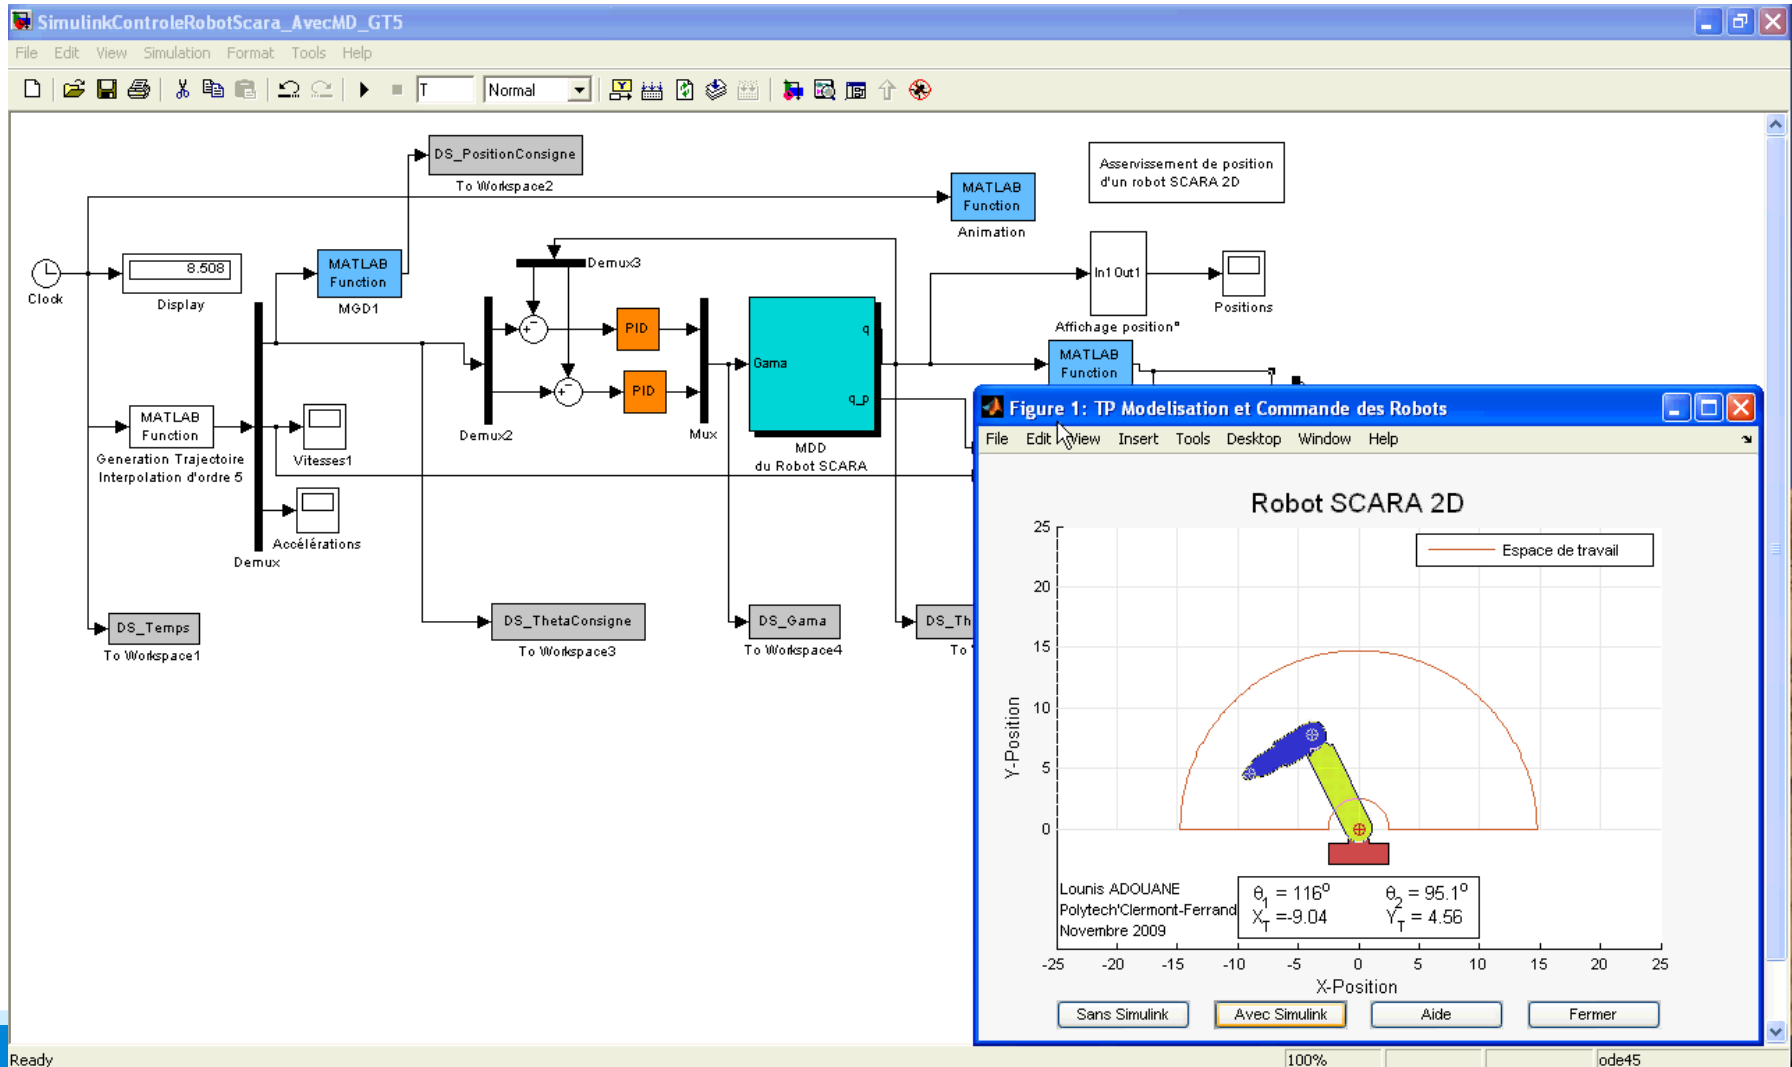 SimulinkControleRobotScara_AvecMD_GT5
File Edit View Simulation Format Tools Help
T Normal
DS_PositionConsigne
To Workspace2
Asservissement de position
d'un robot SCARA 2D
MATLAB
Function
Animation
Clock
8.508
Display
MATLAB
Function
MGD1
Demux3
In1 Out1
Affichage position°
Positions
PID
PID
Demux2
Mux
Gama
q
q_p
MDD
du Robot SCARA
MATLAB
Function
MATLAB
Function
Generation Trajectoire
Interpolation d'ordre 5
Vitesses1
Accélérations
Demux
DS_Temps
To Workspace1
DS_ThetaConsigne
To Workspace3
DS_Gama
To Workspace4
DS_Th
To
Figure 1: TP Modelisation et Commande des Robots
File Edit View Insert Tools Desktop Window Help
Robot SCARA 2D
Espace de travail
25
20
15
10
5
0
Y-Position
Lounis ADOUANE
Polytech'Clermont-Ferrand
Novembre 2009
θ1 = 116° θ2 = 95.1°
XT =-9.04 YT = 4.56
-25 -20 -15 -10 -5 0 5 10 15 20 25
X-Position
Sans Simulink Avec Simulink Aide Fermer
Ready 100% ode45